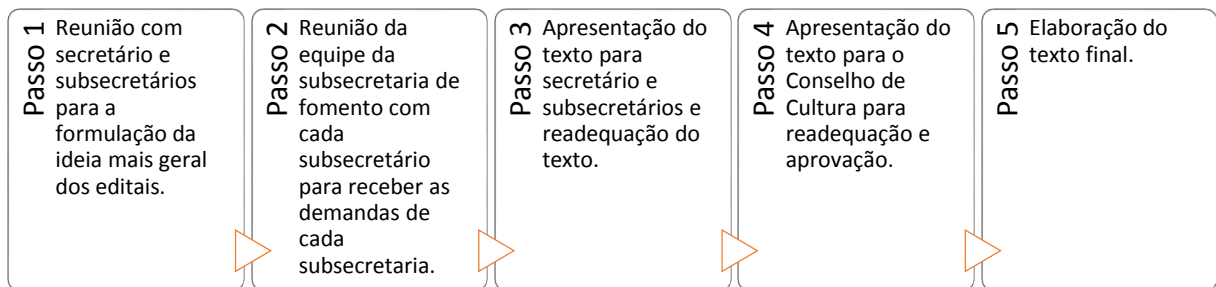 Passo 1
Reunião com
secretário e
subsecretários
para a
formulação da
ideia mais geral
dos editais.
Passo 2
Reunião da
equipe da
subsecretaria de
fomento com
cada
subsecretário
para receber as
demandas de
cada
subsecretaria.
Passo 3
Apresentação do
texto para
secretário e
subsecretários e
readequação do
texto.
Passo 4
Apresentação do
texto para o
Conselho de
Cultura para
readequação e
aprovação.
Passo 5
Elaboração do
texto final.